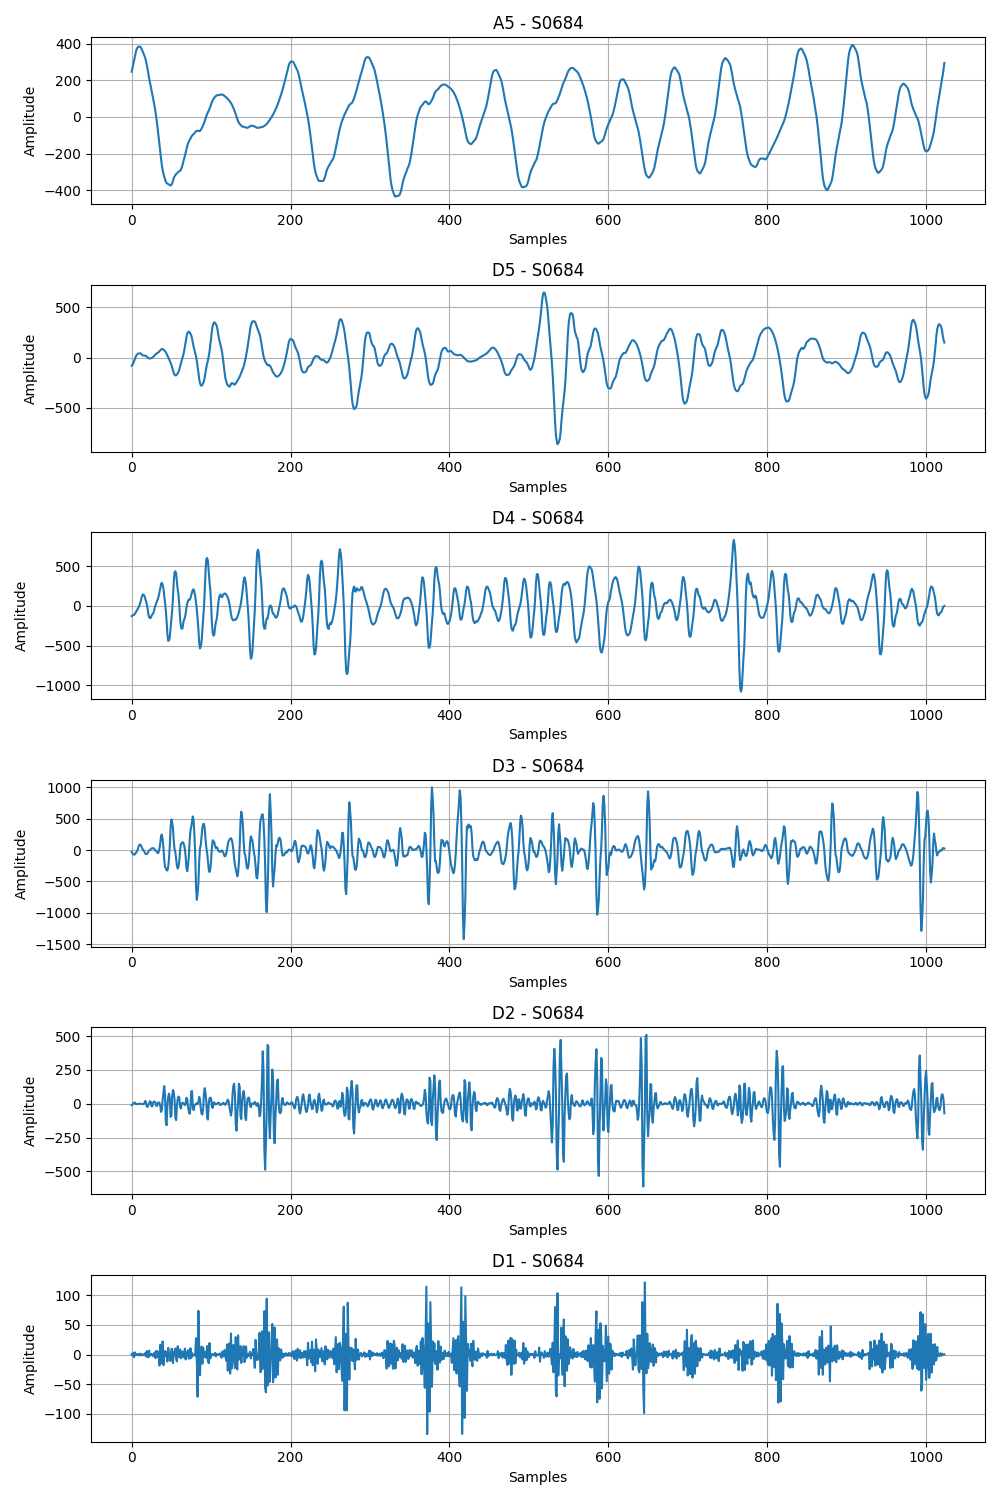 A5 - S0684
400
200
0
−200
−400
Amplitude
0 200 400 600 800 1000
Samples
D5 - S0684
500
0
−500
Amplitude
0 200 400 600 800 1000
Samples
D4 - S0684
500
0
−500
−1000
Amplitude
0 200 400 600 800 1000
Samples
D3 - S0684
1000
500
0
−500
−1000
−1500
Amplitude
0 200 400 600 800 1000
Samples
D2 - S0684
500
250
0
−250
−500
Amplitude
0 200 400 600 800 1000
Samples
D1 - S0684
100
50
0
−50
−100
Amplitude
0 200 400 600 800 1000
Samples